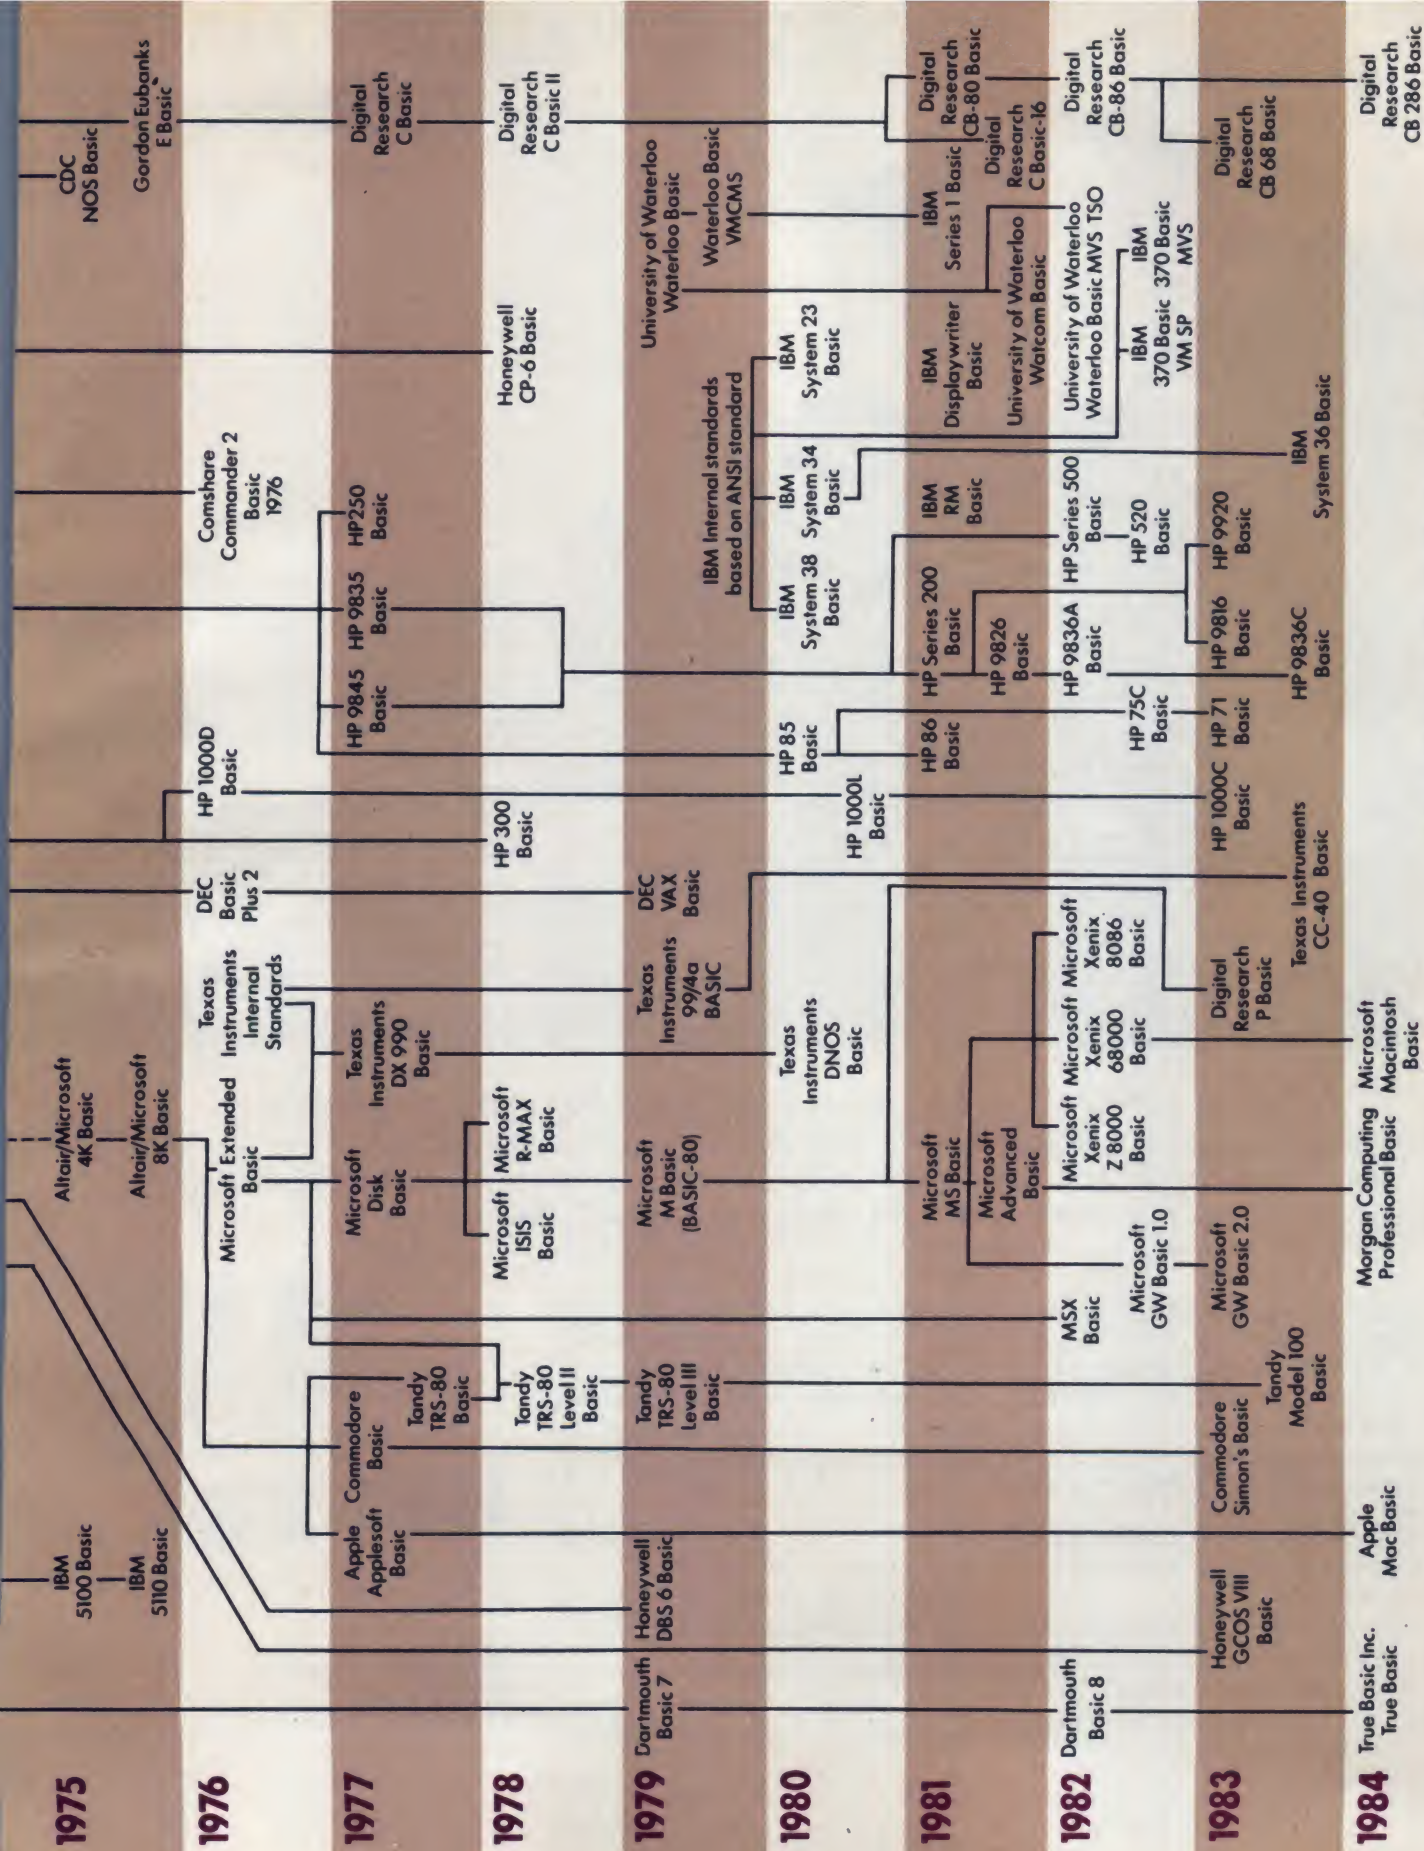 1975
IBM
5100 Basic
IBM
5110 Basic
Altair/Microsoft
4K Basic
Altair/Microsoft
8K Basic
CDC
NOS Basic
Gordon Eubanks
E Basic
1976
Microsoft Extended
Basic
Texas
Instruments
Internal
Standards
DEC
Basic
Plus 2
HP 1000D
Basic
Comshare
Commander 2
Basic
1976
1977
Apple
Applesoft
Basic
Commodore
Basic
Tandy
TRS-80
Basic
Microsoft
Disk
Basic
Texas
Instruments
DX 990
Basic
HP 9845
Basic
HP 9835
Basic
HP250
Basic
Digital
Research
C Basic
1978
Tandy
TRS-80
Level II
Basic
Microsoft
ISIS
Basic
Microsoft
R-MAX
Basic
HP 300
Basic
Honeywell
CP-6 Basic
Digital
Research
C Basic II
1979
Dartmouth
Basic 7
Honeywell
DBS 6 Basic
Tandy
TRS-80
Level III
Basic
Microsoft
M Basic
(BASIC-80)
Texas
Instruments
99/4a
BASIC
DEC
VAX
Basic
IBM Internal standards
based on ANSI standard
University of Waterloo
Waterloo Basic
Waterloo Basic
VMCMS
1980
Texas
Instruments
DNOS
Basic
HP 1000L
Basic
HP 85
Basic
IBM
System 38
Basic
IBM
System 34
Basic
IBM
System 23
Basic
1981
Microsoft
MS Basic
Microsoft
Advanced
Basic
HP 86
Basic
HP Series 200
Basic
HP 9826
Basic
IBM
RM
Basic
IBM
Displaywriter
Basic
University of Waterloo
Watcom Basic
IBM
Series 1 Basic
Digital
Research
CB-80 Basic
Digital
Research
C Basic-16
1982
Dartmouth
Basic 8
MSX
Basic
Microsoft
GW Basic 1.0
Microsoft
Xenix
Z 8000
Basic
Microsoft
Xenix
68000
Basic
Microsoft
Xenix
8086
Basic
HP 75C
Basic
HP 9836A
Basic
HP Series 500
Basic
HP 520
Basic
University of Waterloo
Waterloo Basic MVS TSO
IBM
370 Basic
VM SP
IBM
370 Basic
MVS
Digital
Research
CB-86 Basic
1983
Honeywell
GCOS VIII
Basic
Commodore
Simon's Basic
Tandy
Model 100
Basic
Microsoft
GW Basic 2.0
Digital
Research
P Basic
Texas Instruments
CC-40 Basic
HP 1000C
Basic
HP 71
Basic
HP 9836C
Basic
HP 9816
Basic
HP 9920
Basic
IBM
System 36 Basic
Digital
Research
CB 68 Basic
1984
True Basic Inc.
True Basic
Apple
Mac Basic
Morgan Computing
Professional Basic
Microsoft
Macintosh
Basic
Digital
Research
CB 286 Basic